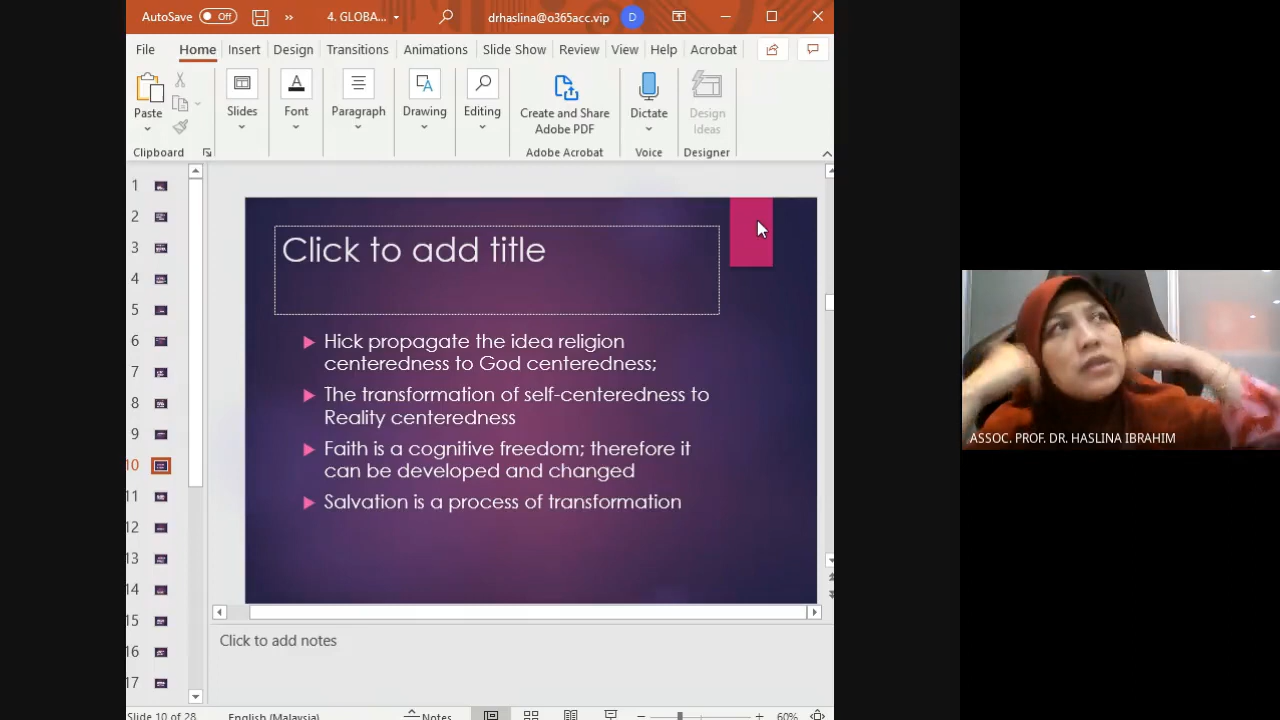 AutoSave Off » 4. GLOBA... drhaslina@o365acc.vip D
File Home Insert Design Transitions Animations Slide Show Review View Help Acrobat
Paste Slides Font Paragraph Drawing Editing Create and Share Adobe PDF Dictate Design Ideas
Clipboard Adobe Acrobat Voice Designer
1
2
3
4
5
6
7
8
9
10
11
12
13
14
15
16
17
Click to add title
Hick propagate the idea religion
centeredness to God centeredness;
The transformation of self-centeredness to
Reality centeredness
Faith is a cognitive freedom; therefore it
can be developed and changed
Salvation is a process of transformation
Click to add notes
Slide 10 of 28 English (Malaysia) Notes 60%
ASSOC. PROF. DR. HASLINA IBRAHIM